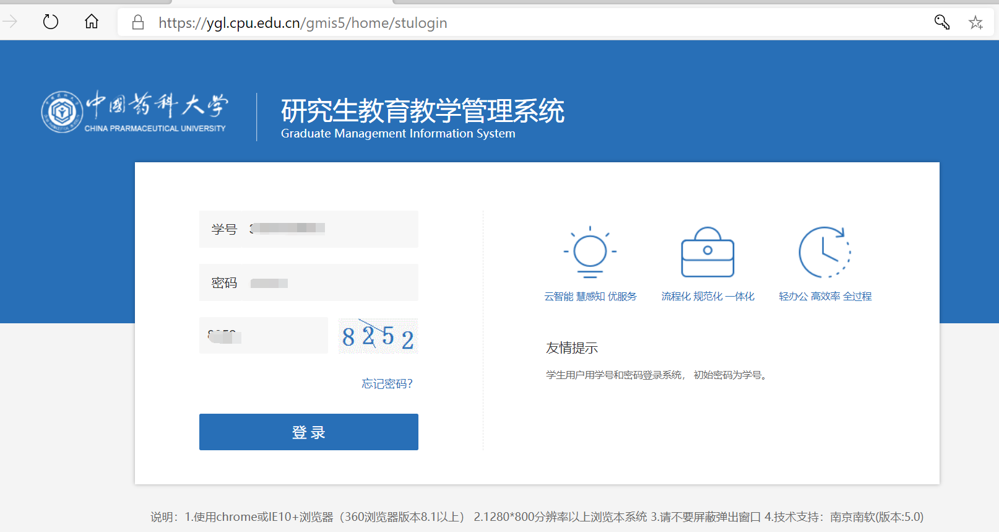 https://ygl.cpu.edu.cn/gmis5/home/stulogin
中國药科大学
CHINA PRARMACEUTICAL UNIVERSITY
研究生教育教学管理系统
Graduate Management Information System
学号
密码
8252
忘记密码?
登录
云智能 慧感知 优服务
流程化 规范化 一体化
轻办公 高效率 全过程
友情提示
学生用户用学号和密码登录系统， 初始密码为学号。
说明：1.使用chrome或IE10+浏览器（360浏览器版本8.1以上） 2.1280*800分辨率以上浏览本系统 3.请不要屏蔽弹出窗口 4.技术支持：南京南软(版本:5.0)